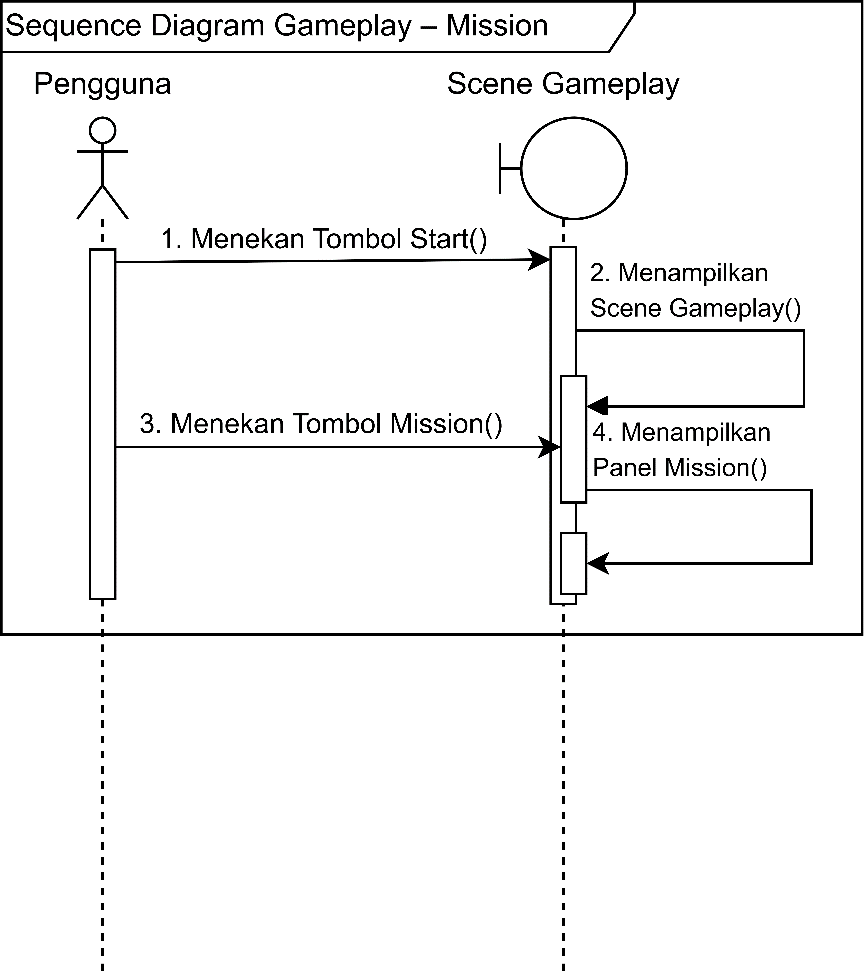 Sequence Diagram Gameplay – Mission
Pengguna
Scene Gameplay
1. Menekan Tombol Start()
2. Menampilkan
Scene Gameplay()
3. Menekan Tombol Mission()
4. Menampilkan
Panel Mission()